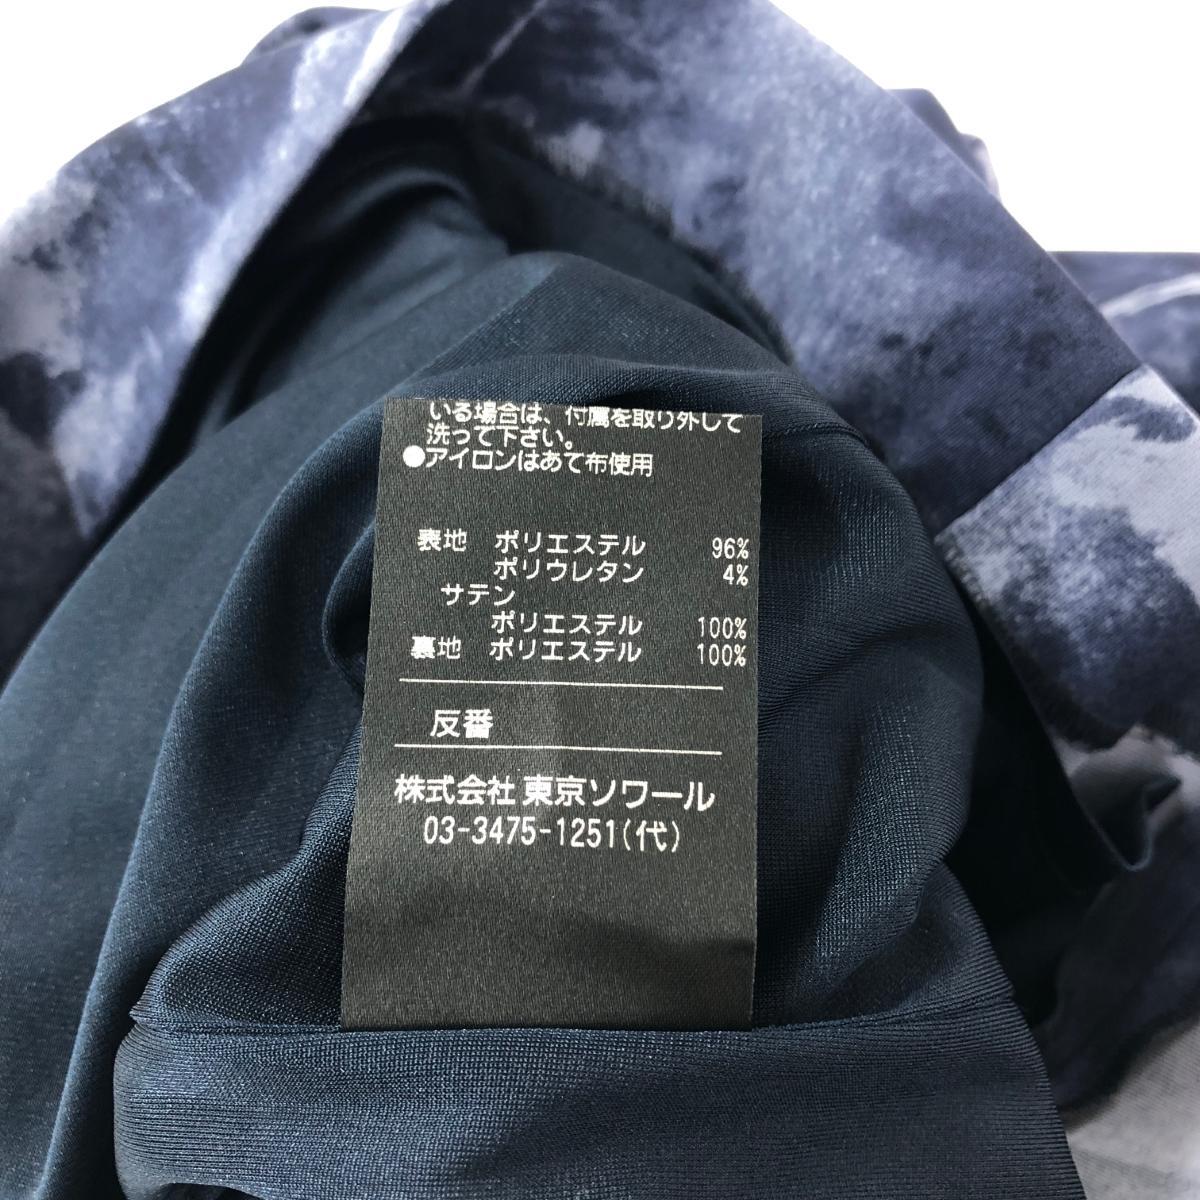 いる場合は、付属を取り外して
洗って下さい。
●アイロンはあて布使用
表地 ポリエステル 96%
ポリウレタン 4%
サテン
ポリエステル 100%
裏地 ポリエステル 100%
反番
株式会社 東京ソワール
03-3475-1251(代)